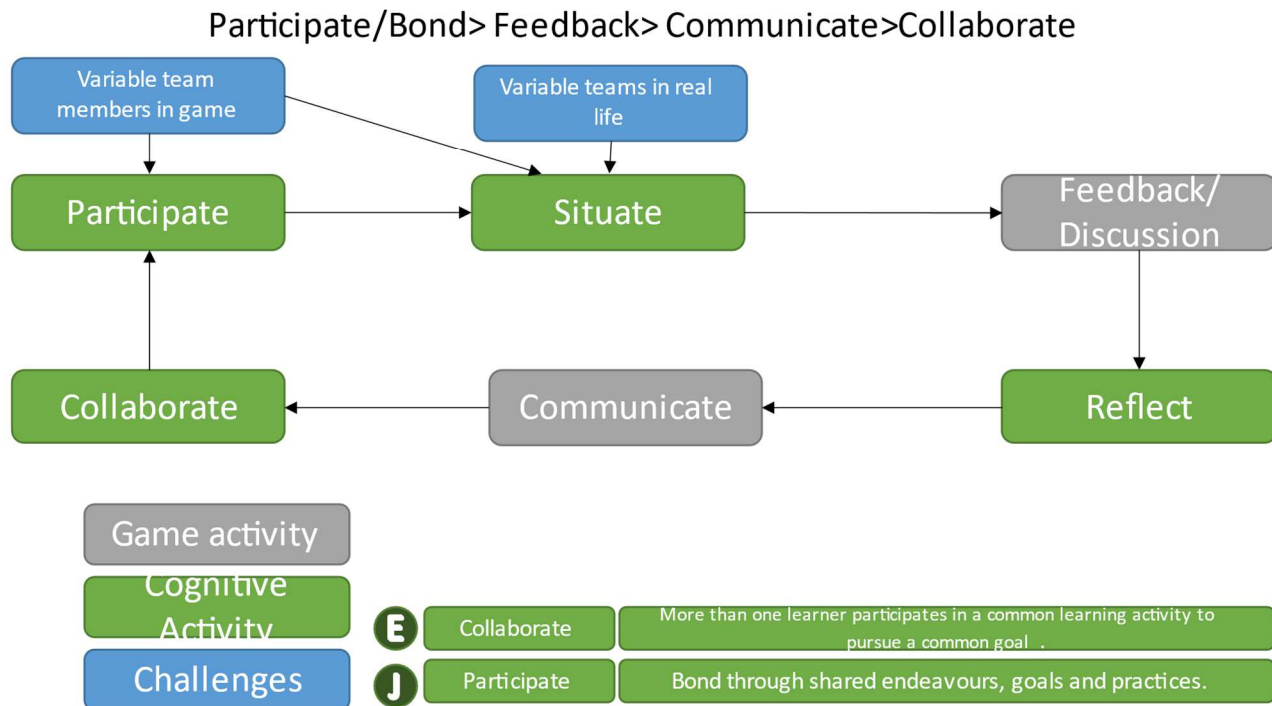 Participate/Bond> Feedback> Communicate>Collaborate
Variable team
members in game
Variable teams in real
life
Participate
Situate
Feedback/
Discussion
Collaborate
Communicate
Reflect
Game activity
Cognitive
Activity
Challenges
E
Collaborate
More than one learner participates in a common learning activity to
pursue a common goal .
J
Participate
Bond through shared endeavours, goals and practices.